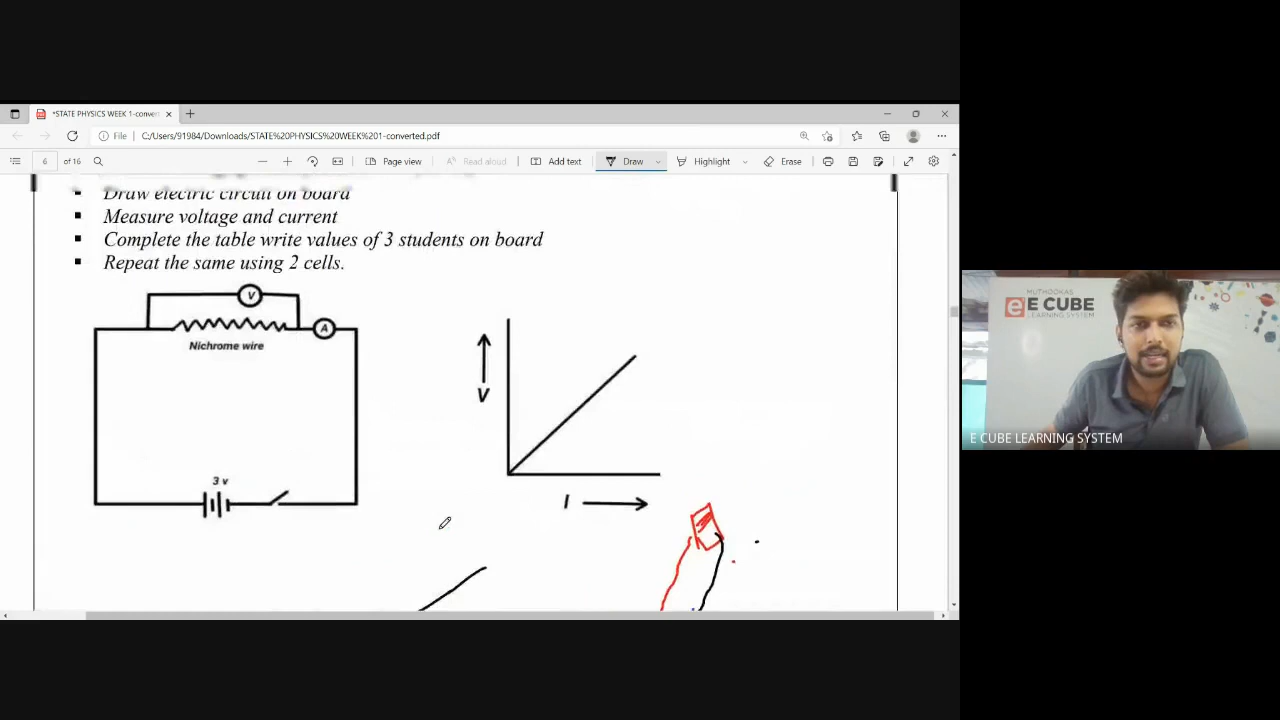 *STATE PHYSICS WEEK 1-conver
File
C:/Users/91984/Downloads/STATE%20PHYSICS%20WEEK%201-converted.pdf
6 of 16
Page view
Read aloud
Add text
Draw
Highlight
Erase
Draw electric circuit on board
Measure voltage and current
Complete the table write values of 3 students on board
Repeat the same using 2 cells.
V
A
Nichrome wire
3 v
V
I
MUTHOOKAS
e E CUBE
LEARNING SYSTEM
E CUBE LEARNING SYSTEM